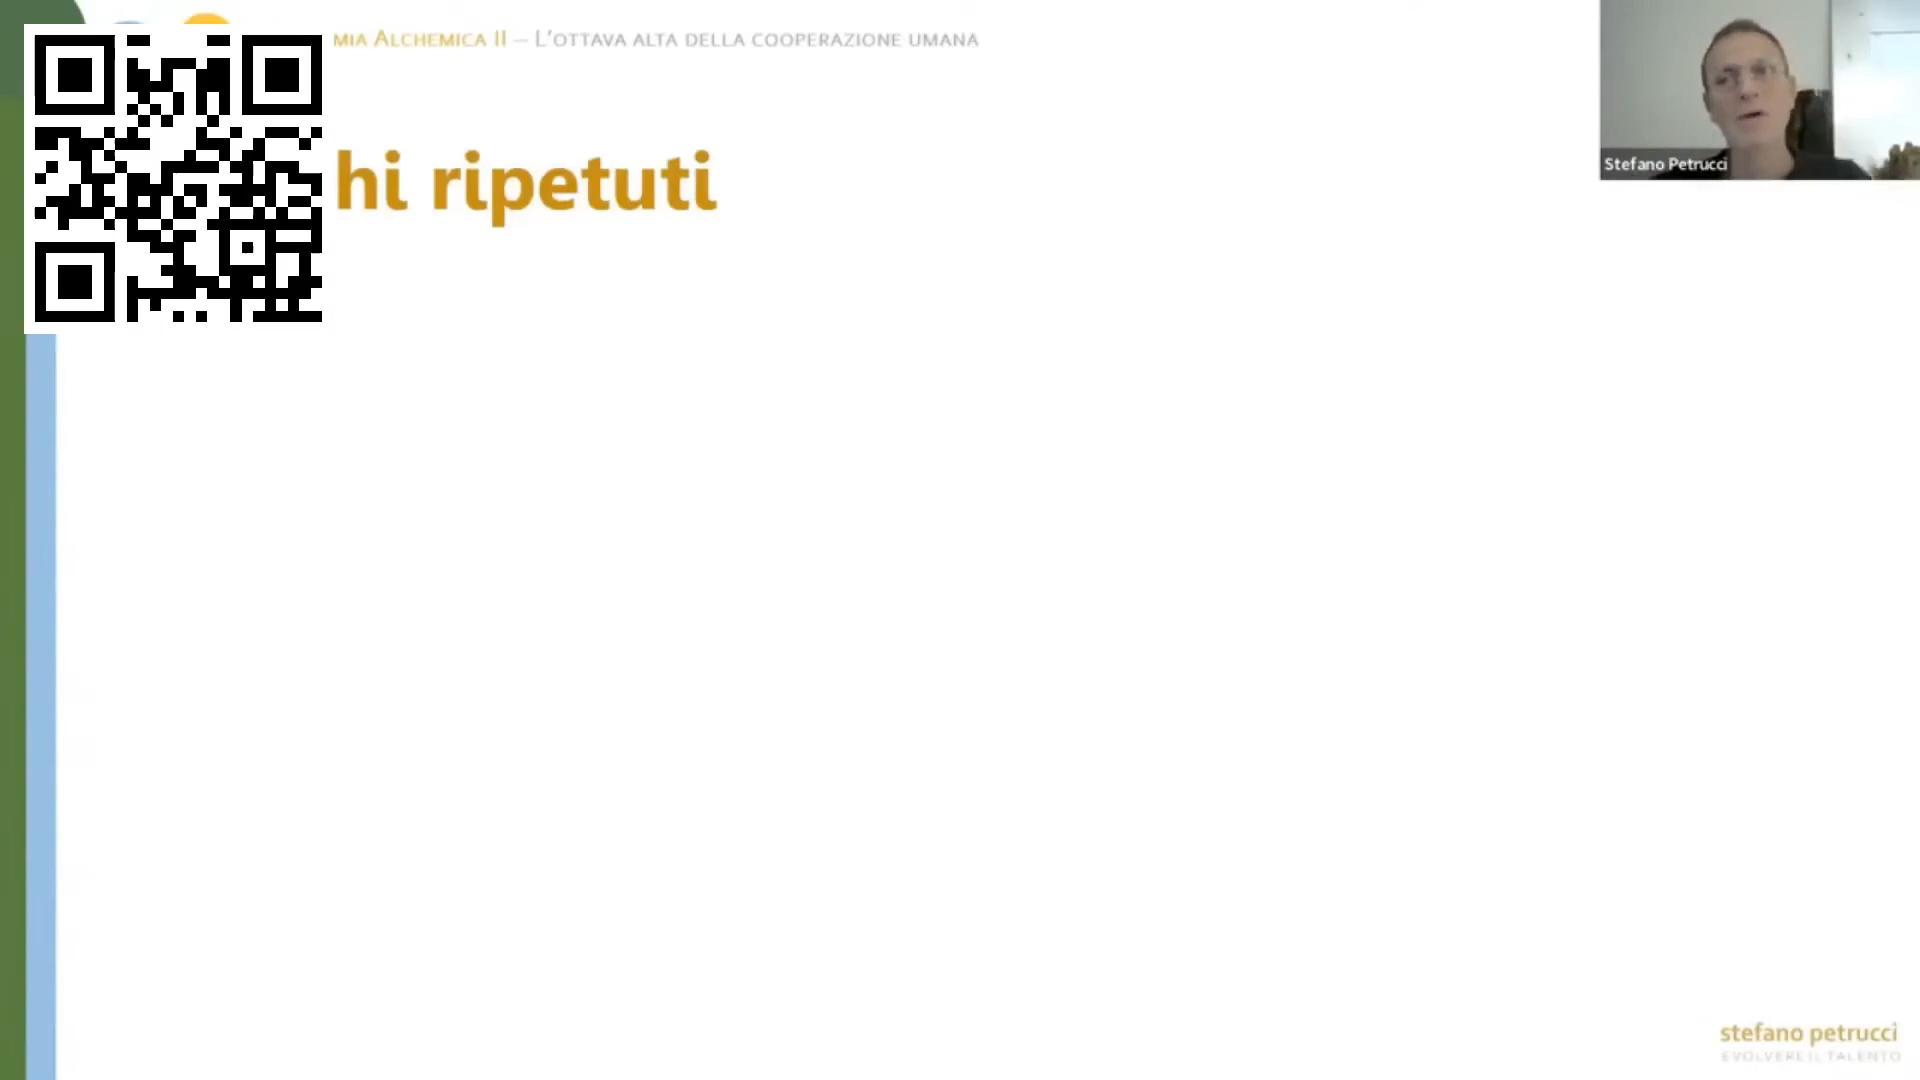 MIA ALCHEMICA II – L'OTTAVA ALTA DELLA COOPERAZIONE UMANA
hi ripetuti
Stefano Petrucci
stefano petrucci
EVOLVERE IL TALENTO